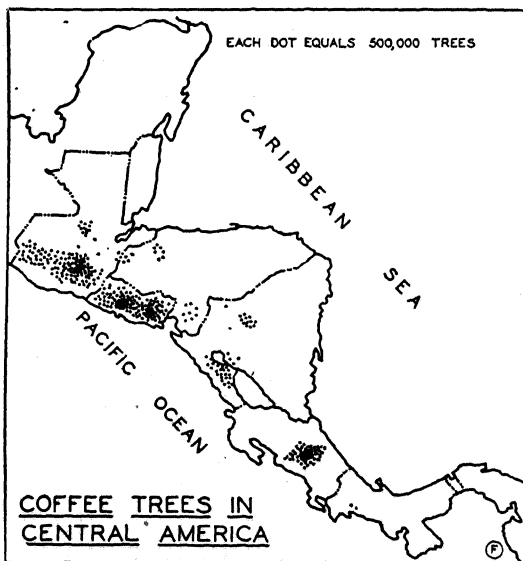 EACH DOT EQUALS 500,000 TREES
CARIBBEAN SEA
PACIFIC OCEAN
COFFEE TREES IN
CENTRAL AMERICA
F